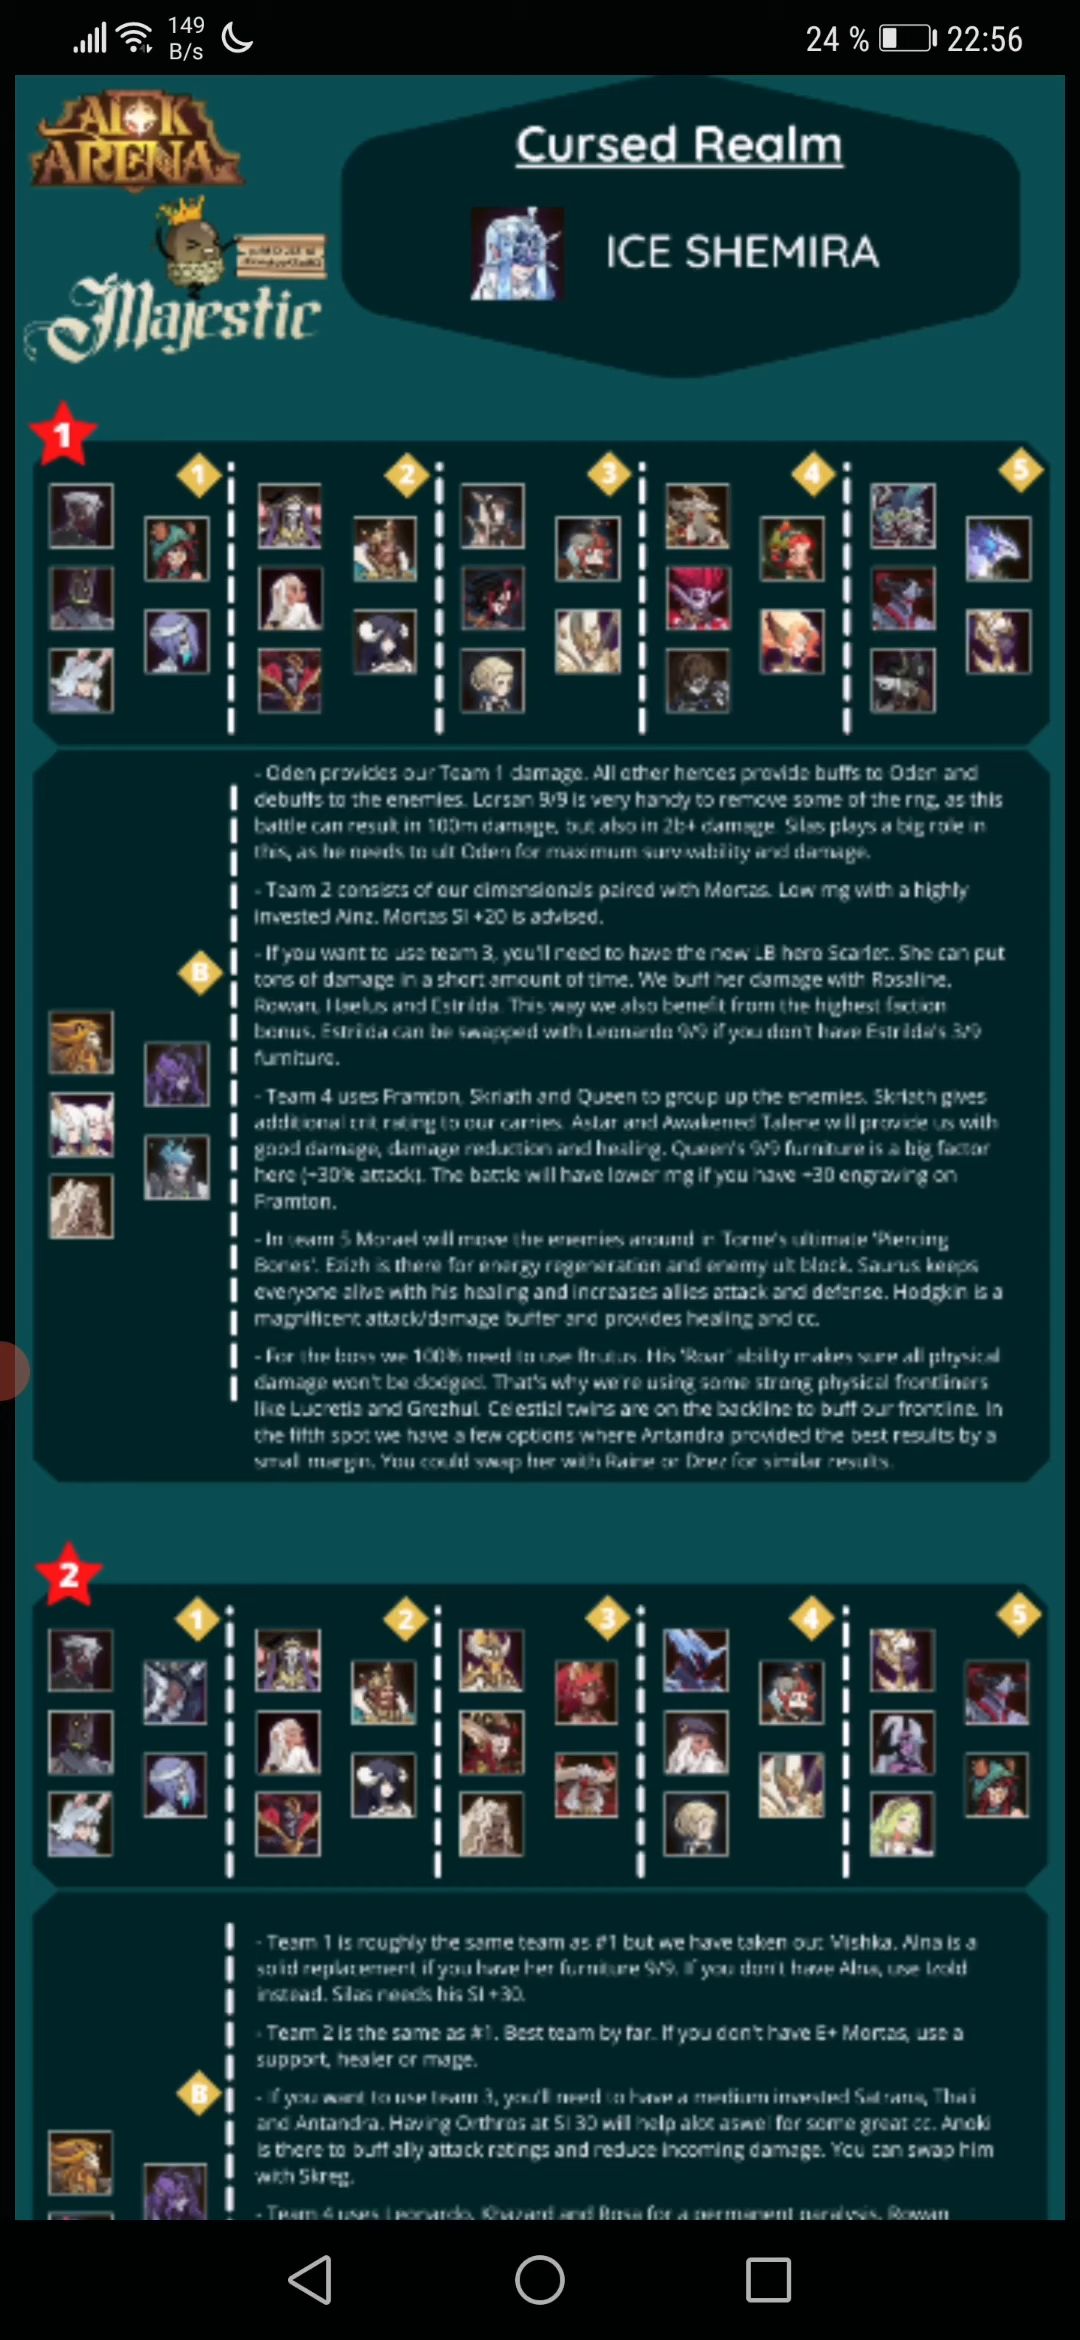 149
B/s
24 % 22:56
AFK
ARENA
Majestic
Cursed Realm
ICE SHEMIRA
1
1 2 3 4 5
- Oden provides our Team 1 damage. All other heroes provide buffs to Oden and
debuffs to the enemies. Lorsan 9/9 is very handy to remove some of the rng, as this
battle can result in 100m damage, but also in 2b+ damage. Silas plays a big role in
this, as he needs to ult Oden for maximum survivability and damage.
- Team 2 consists of our dimensionals paired with Mortas. Low rng with a highly
invested Ainz. Mortas SI +20 is advised.
B
- If you want to use team 3, you'll need to have the new LB hero Scarlet. She can put
tons of damage in a short amount of time. We buff her damage with Rosaline,
Rowan, Haelus and Estrilda. This way we also benefit from the highest faction
bonus. Estrilda can be swapped with Leonardo 9/9 if you don't have Estrilda's 3/9
furniture.
- Team 4 uses Framton, Skriath and Queen to group up the enemies. Skriath gives
additional crit rating to our carries. Astar and Awakened Talene will provide us with
good damage, damage reduction and healing. Queen's 9/9 furniture is a big factor
here (+30% attack). The battle will have lower rng if you have +30 engraving on
Framton.
- In team 5 Morael will move the enemies around in Torne's ultimate 'Piercing
Bones'. Ezizh is there for energy regeneration and enemy ult block. Saurus keeps
everyone alive with his healing and increases allies attack and defense. Hodgkin is a
magnificent attack/damage buffer and provides healing and cc.
- For the boss we 100% need to use Brutus. His 'Roar' ability makes sure all physical
damage won't be dodged. That's why we're using some strong physical frontliners
like Lucretia and Grezhul. Celestial twins are on the backline to buff our frontline. In
the fifth spot we have a few options where Antandra provided the best results by a
small margin. You could swap her with Raine or Drez for similar results.
2
1 2 3 4 5
- Team 1 is roughly the same team as #1 but we have taken out Mishka. Alna is a
solid replacement if you have her furniture 9/9. If you don't have Alna, use Izold
instead. Silas needs his SI +30.
- Team 2 is the same as #1. Best team by far. If you don't have E+ Mortas, use a
support, healer or mage.
B
- If you want to use team 3, you'll need to have a medium invested Satrana, Thali
and Antandra. Having Orthros at SI 30 will help alot aswel for some great cc. Anoki
is there to buff ally attack ratings and reduce incoming damage. You can swap him
with Skreg.
- Team 4 uses Leonardo, Khazard and Rosa for a permanent paralysis. Rowan